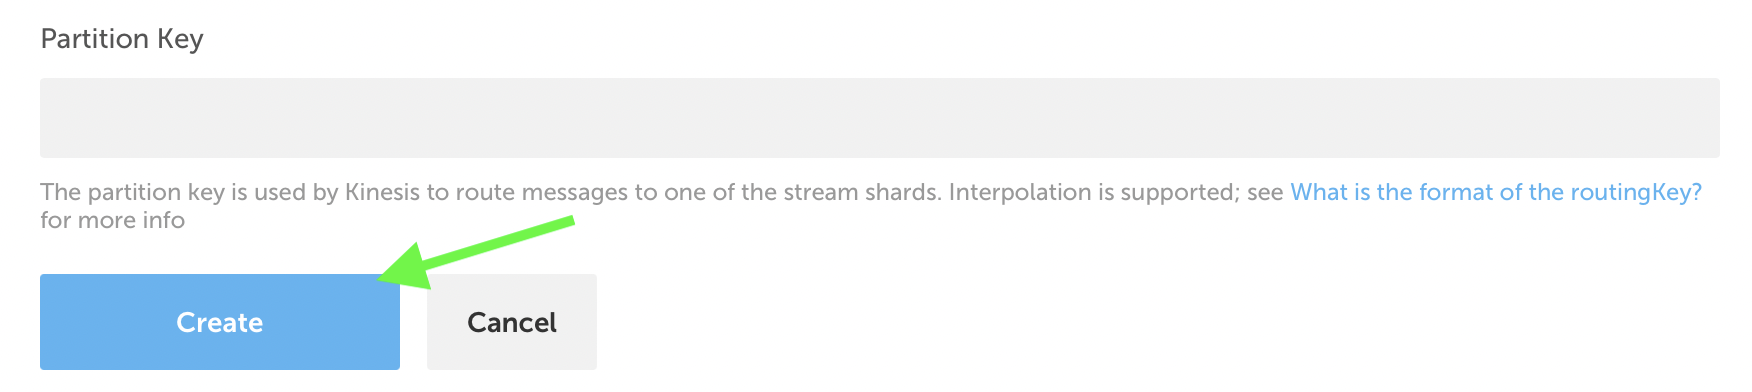 Partition Key
The partition key is used by Kinesis to route messages to one of the stream shards. Interpolation is supported; see What is the format of the routingKey?
for more info
Create
Cancel